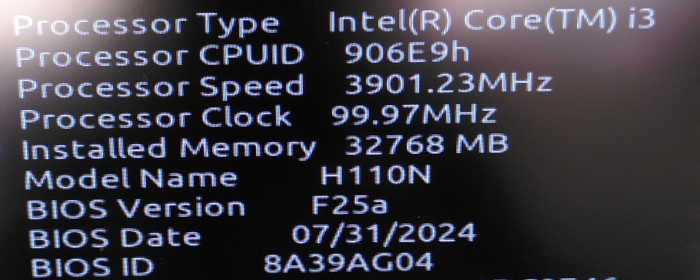 Processor Type Intel(R) Core(TM) i3
Processor CPUID 906E9h
Processor Speed 3901.23MHz
Processor Clock 99.97MHz
Installed Memory 32768 MB
Model Name H110N
BIOS Version F25a
BIOS Date 07/31/2024
BIOS ID 8A39AG04